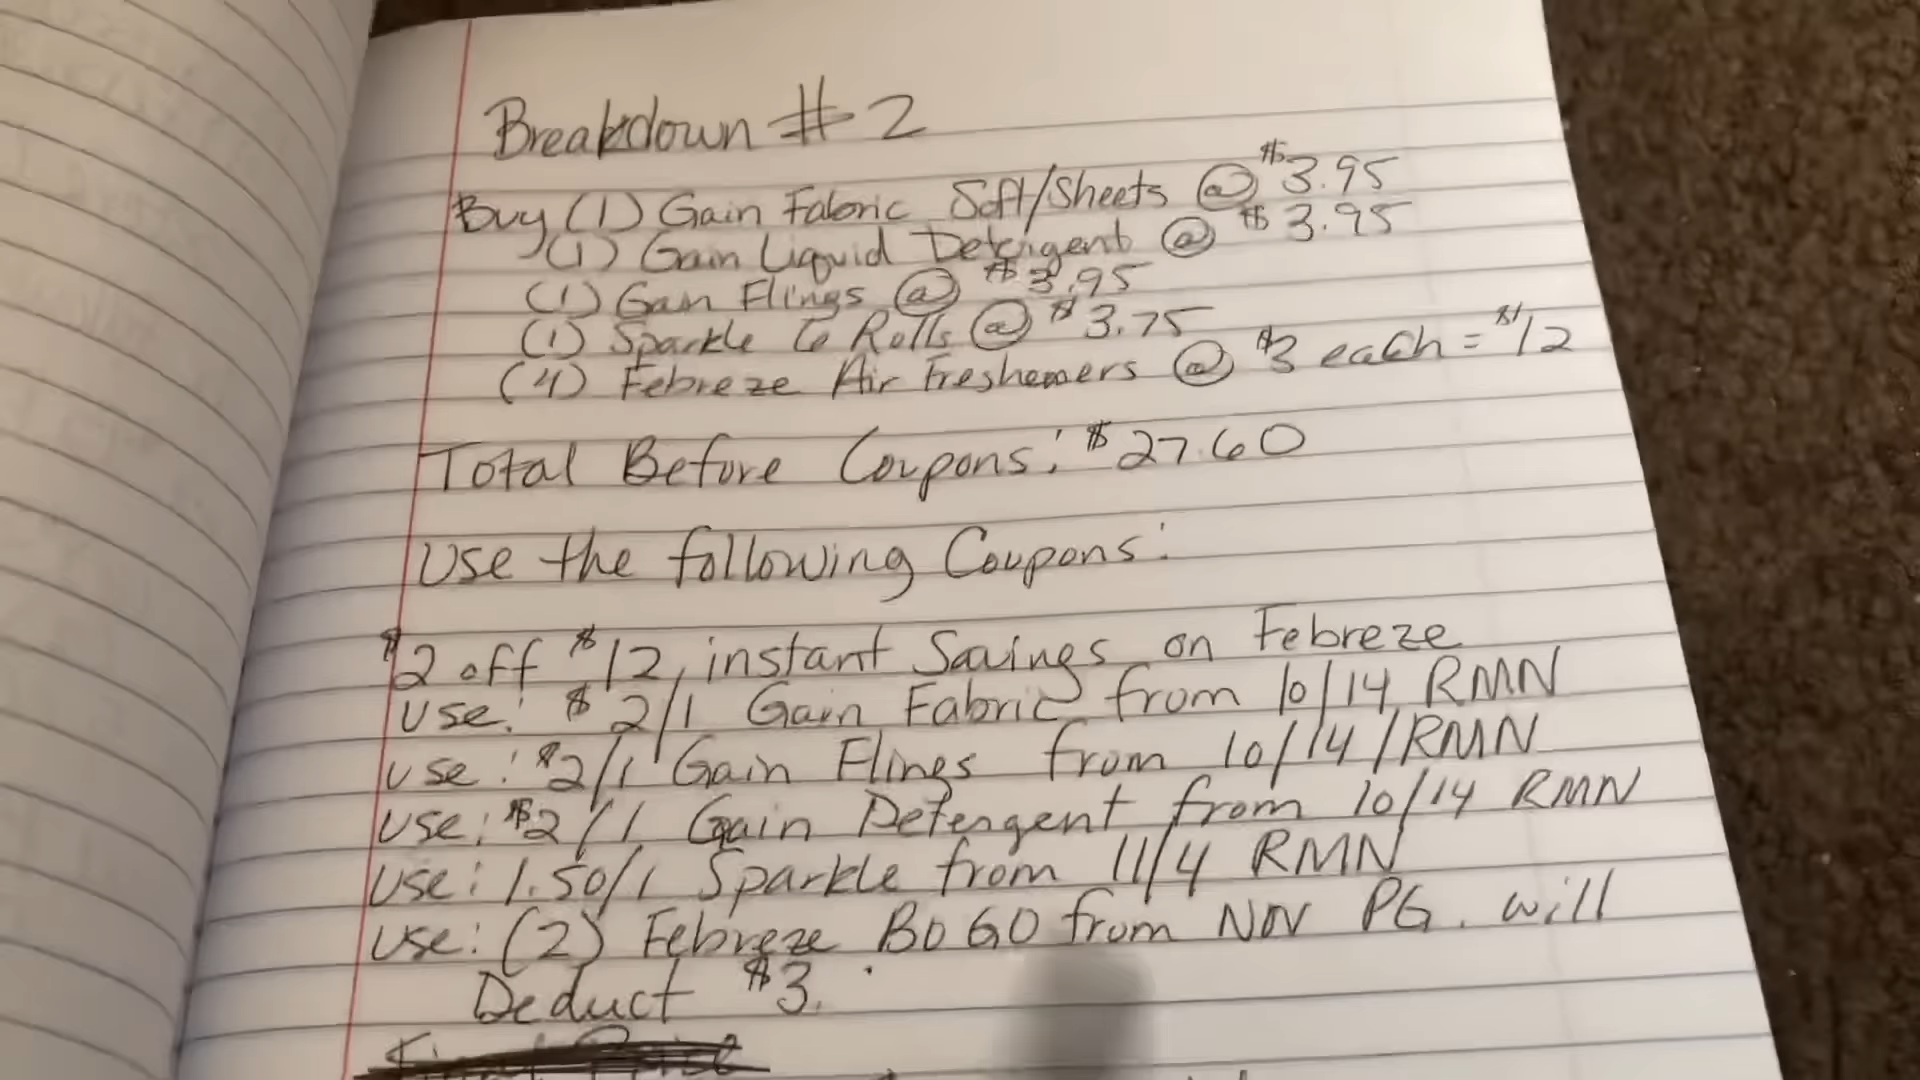 Breakdown # 2
Buy (1) Gain Fabric Soft/Sheets @ $3.95
(1) Gain Liquid Detergent @ $3.95
(1) Gain Flings @ $3.95
(1) Sparkle 6 Rolls @ $3.75
(4) Febreze Air Fresheners @ $3 each = $12
Total Before Coupons: $27.60
Use the following Coupons:
$2 off $12, instant Savings on Febreze
use: $2/1 Gain Fabric from 10/14 RMN
use: $2/1 Gain Flings from 10/14/RMN
use: $2/1 Gain Detergent from 10/14 RMN
use: 1.50/1 Sparkle from 11/4 RMN
use: (2) Febreze BOGO from NOV PG. will
Deduct $3.